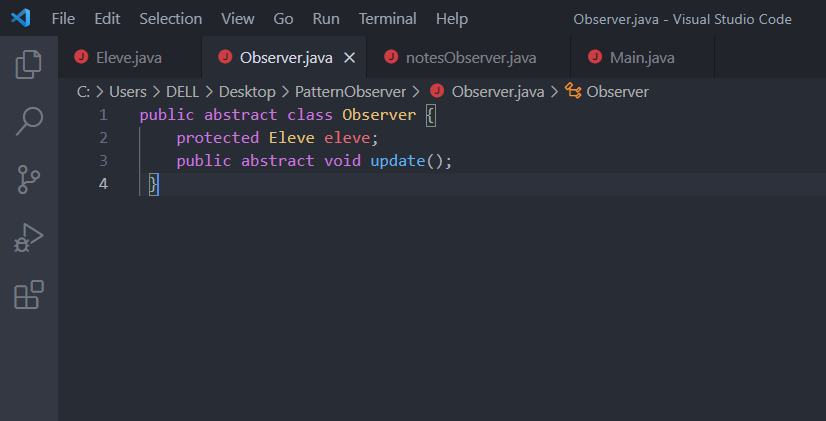 File Edit Selection View Go Run Terminal Help Observer.java - Visual Studio Code
J Eleve.java J Observer.java J notesObserver.java J Main.java
C: > Users > DELL > Desktop > PatternObserver > J Observer.java > Observer
1 public abstract class Observer {
2 protected Eleve eleve;
3 public abstract void update();
4 }